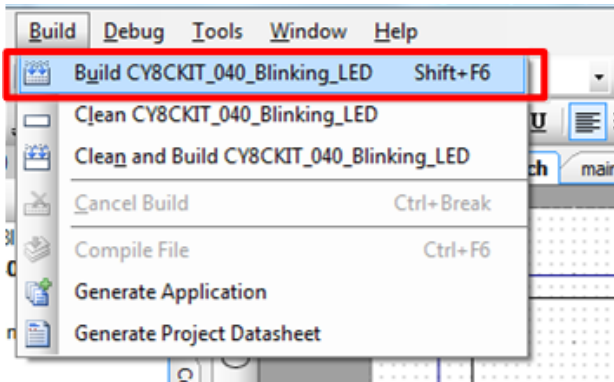 Build Debug Tools Window Help
Build CY8CKIT_040_Blinking_LED Shift+F6
U
Clean CY8CKIT_040_Blinking_LED
Clean and Build CY8CKIT_040_Blinking_LED
Cancel Build Ctrl+Break
Compile File Ctrl+F6
Generate Application
Generate Project Datasheet